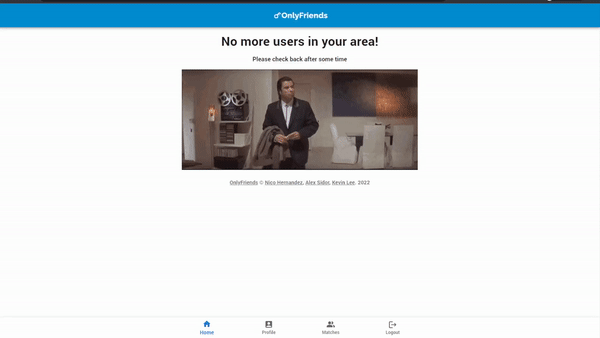 OnlyFriends
No more users in your area!
Please check back after some time
OnlyFriends © Nico Hernandez, Alex Sidor, Kevin Lee. 2022
Home Profile Matches Logout